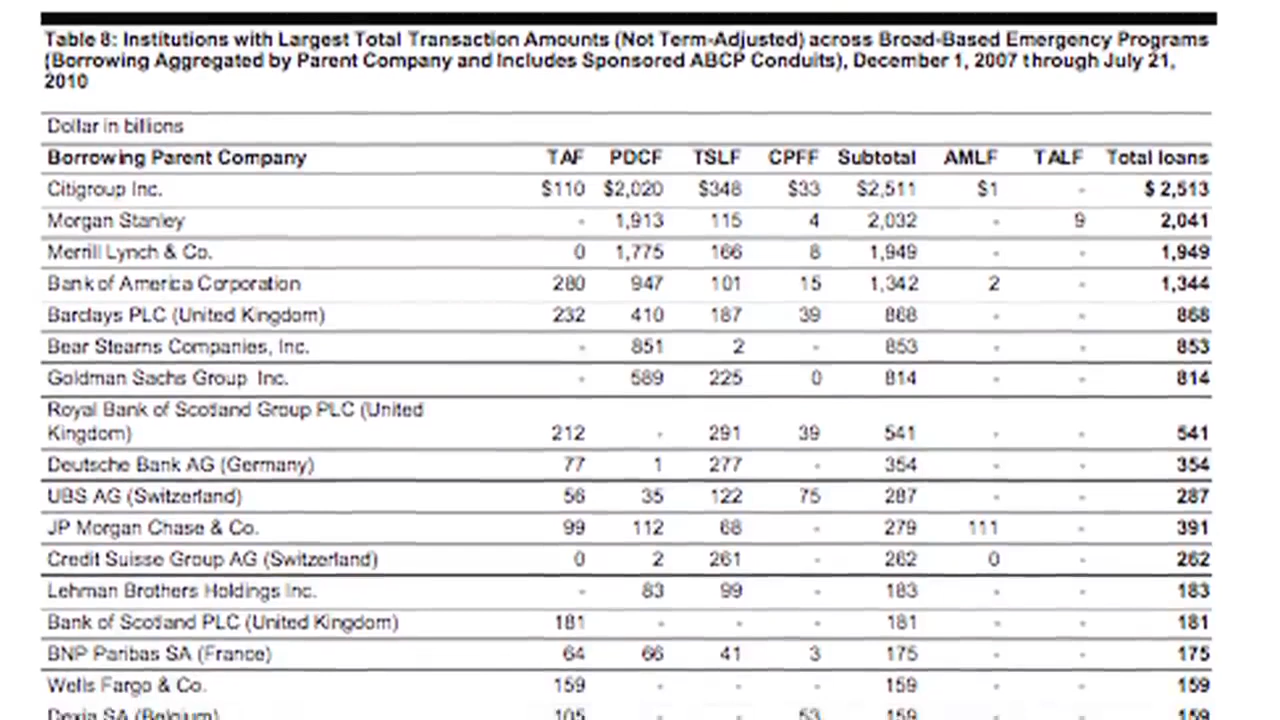 Table 8: Institutions with Largest Total Transaction Amounts (Not Term-Adjusted) across Broad-Based Emergency Programs
(Borrowing Aggregated by Parent Company and Includes Sponsored ABCP Conduits), December 1, 2007 through July 21,
2010
Dollar in billions
Borrowing Parent Company TAF PDCF TSLF CPFF Subtotal AMLF TALF Total loans
Citigroup Inc. $110 $2,020 $348 $33 $2,511 $1 - $ 2,513
Morgan Stanley - 1,913 115 4 2,032 - 9 2,041
Merrill Lynch & Co. 0 1,775 166 8 1,949 - - 1,949
Bank of America Corporation 280 947 101 15 1,342 2 - 1,344
Barclays PLC (United Kingdom) 232 410 187 39 868 - - 868
Bear Stearns Companies, Inc. - 851 2 - 853 - - 853
Goldman Sachs Group Inc. - 589 225 0 814 - - 814
Royal Bank of Scotland Group PLC (United
Kingdom) 212 - 291 39 541 - - 541
Deutsche Bank AG (Germany) 77 1 277 - 354 - - 354
UBS AG (Switzerland) 56 35 122 75 287 - - 287
JP Morgan Chase & Co. 99 112 68 - 279 111 - 391
Credit Suisse Group AG (Switzerland) 0 2 261 - 262 0 - 262
Lehman Brothers Holdings Inc. - 83 99 - 183 - - 183
Bank of Scotland PLC (United Kingdom) 181 - - - 181 - - 181
BNP Paribas SA (France) 64 66 41 3 175 - - 175
Wells Fargo & Co. 159 - - - 159 - - 159
Dexia SA (Belgium) 105 - - 53 159 - - 159